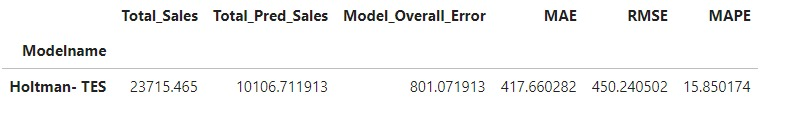 Total_Sales Total_Pred_Sales Model_Overall_Error MAE RMSE MAPE
Modelname
Holtman- TES 23715.465 10106.711913 801.071913 417.660282 450.240502 15.850174